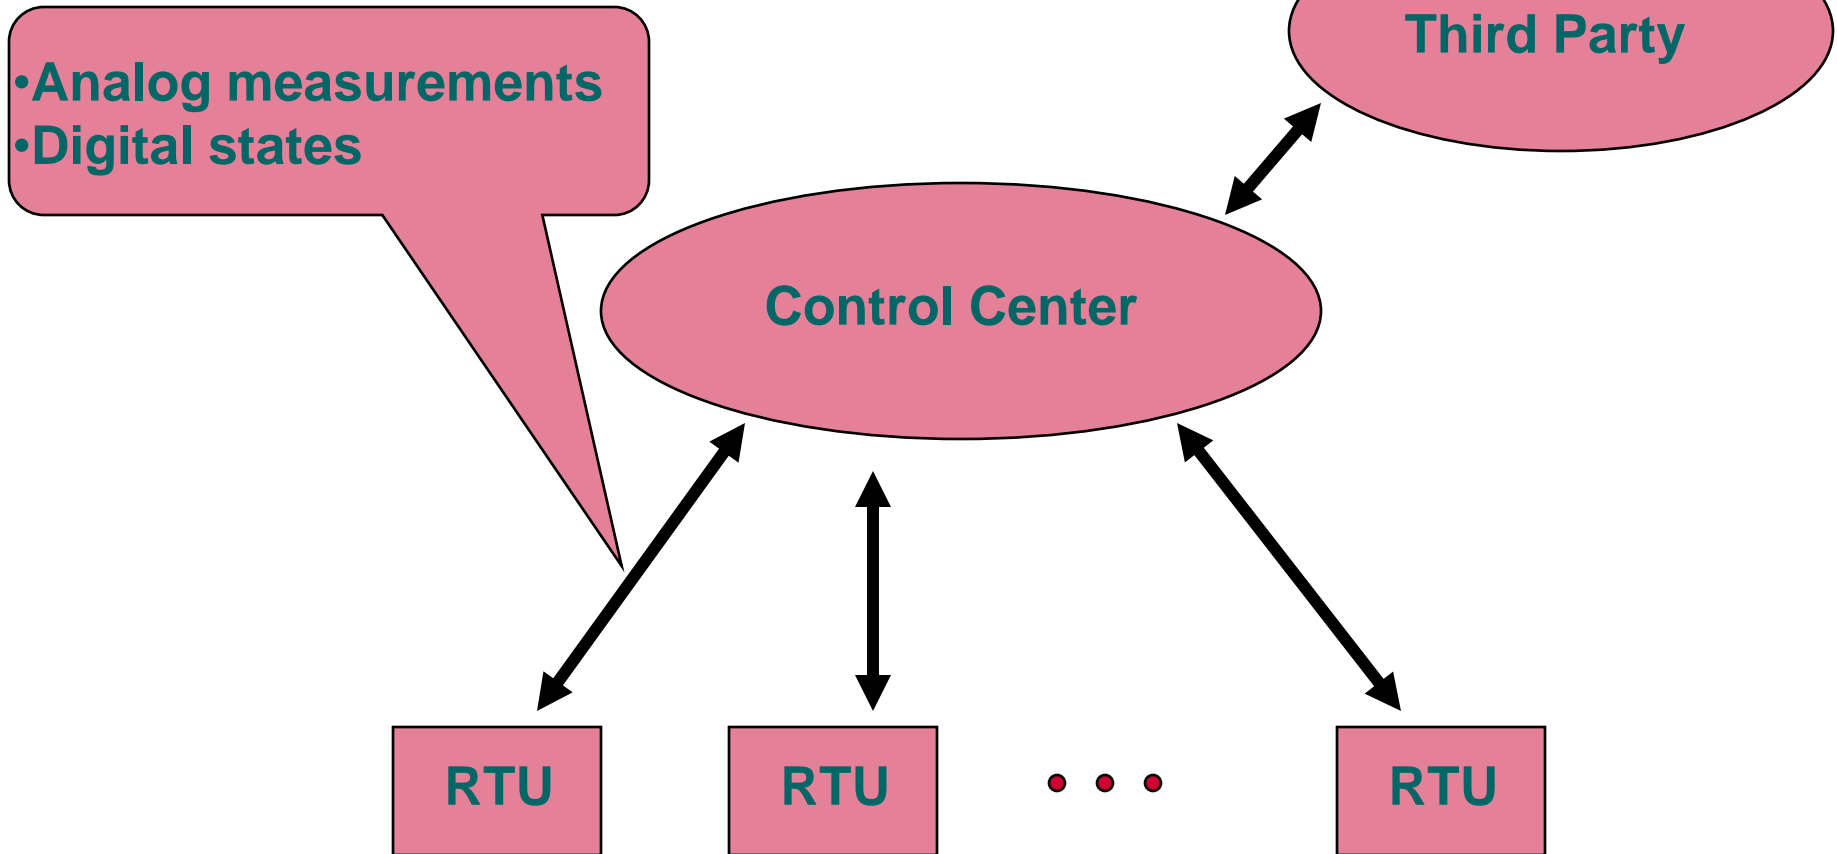 Third Party
•Analog measurements
•Digital states
Control Center
RTU RTU RTU